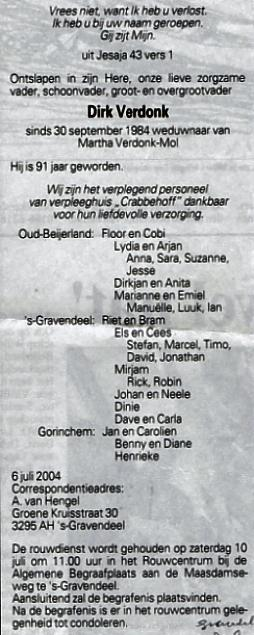 Vrees niet, want Ik heb u verlost.
Ik heb u bij uw naam geroepen.
Gij zijt Mijn.
uit Jesaja 43 vers 1
Ontslapen in zijn Here, onze lieve zorgzame
vader, schoonvader, groot- en overgrootvader
Dirk Verdonk
sinds 30 september 1984 weduwnaar van
Martha Verdonk-Mol
Hij is 91 jaar geworden.
Wij zijn het verplegend personeel
van verpleeghuis „Crabbehoff” dankbaar
voor hun liefdevolle verzorging.
Oud-Beijerland: Floor en Cobi
Lydia en Arjan
Anna, Sara, Suzanne,
Jesse
Dirkjan en Anita
Marianne en Emiel
Manuëlle, Luuk, Ian
's-Gravendeel: Riet en Bram
Els en Cees
Stefan, Marcel, Timo,
David, Jonathan
Mirjam
Rick, Robin
Johan en Neele
Dinie
Dave en Carla
Gorinchem: Jan en Carolien
Benny en Diane
Henrieke
6 juli 2004
Correspondentieadres:
A. van Hengel
Groene Kruisstraat 30
3295 AH 's-Gravendeel
De rouwdienst wordt gehouden op zaterdag 10
juli om 11.00 uur in het Rouwcentrum bij de
Algemene Begraafplaats aan de Maasdamse-
weg te 's-Gravendeel.
Aansluitend zal de begrafenis plaatsvinden.
Na de begrafenis is er in het rouwcentrum gele-
genheid tot condoleren.